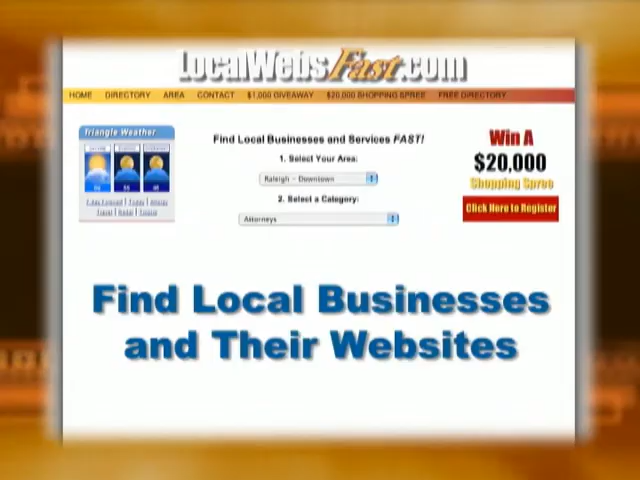 LocalWebsFast.com
HOME DIRECTORY AREA CONTACT $1,000 GIVEAWAY $20,000 SHOPPING SPREE FREE DIRECTORY
Triangle Weather
Find Local Businesses and Services FAST!
1. Select Your Area:
Raleigh - Downtown
2. Select a Category:
Attorneys
Win A
$20,000
Shopping Spree
Click Here to Register
Find Local Businesses
and Their Websites